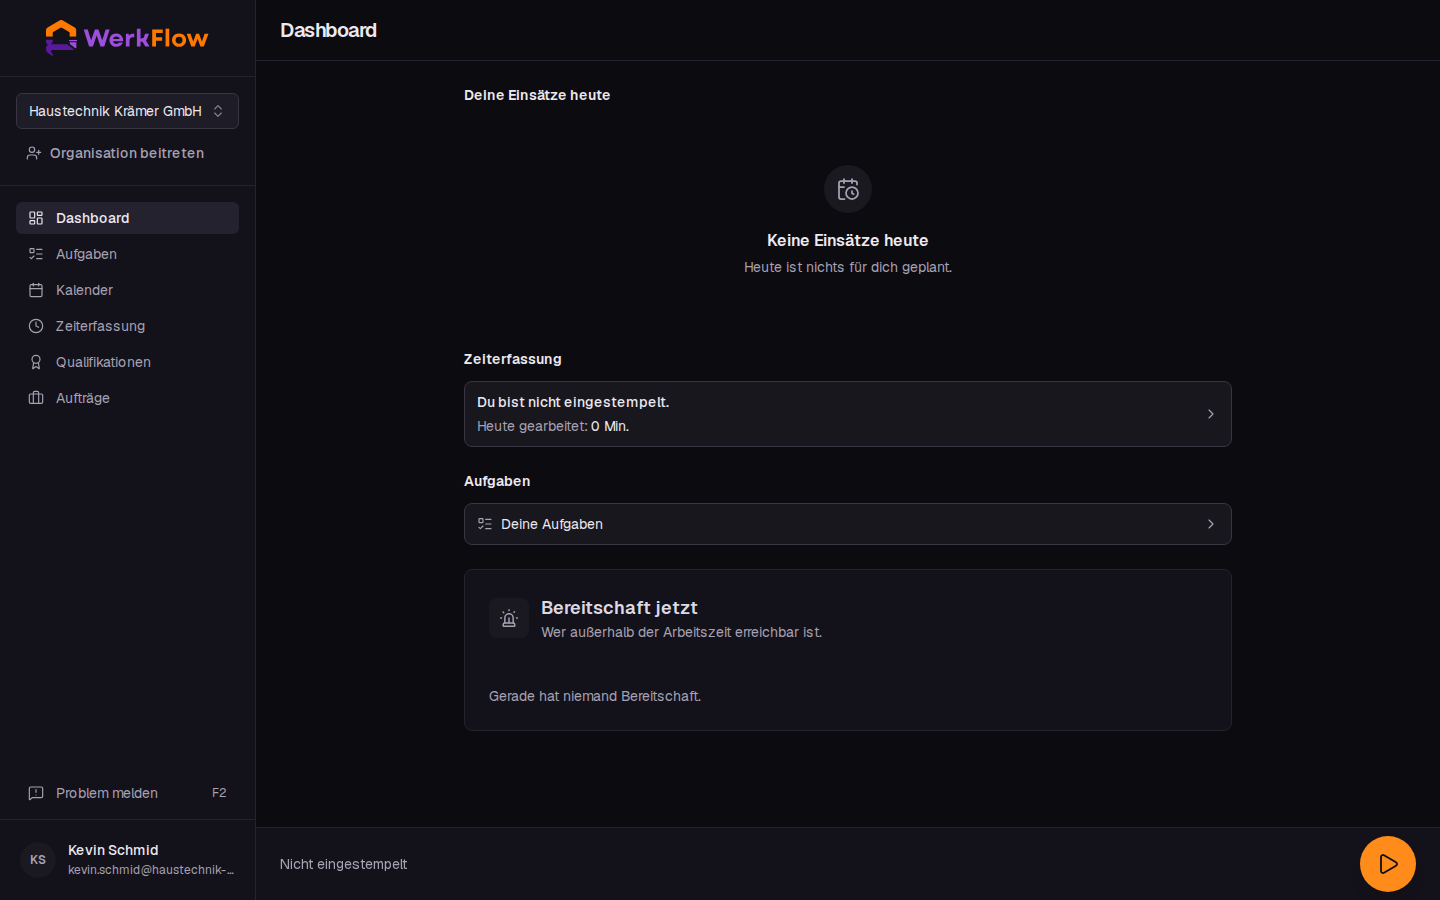 WerkFlow
Haustechnik Krämer GmbH
Organisation beitreten
Dashboard
Aufgaben
Kalender
Zeiterfassung
Qualifikationen
Aufträge
Problem melden F2
KS
Kevin Schmid
kevin.schmid@haustechnik-…
Dashboard
Deine Einsätze heute
Keine Einsätze heute
Heute ist nichts für dich geplant.
Zeiterfassung
Du bist nicht eingestempelt.
Heute gearbeitet: 0 Min.
Aufgaben
Deine Aufgaben
Bereitschaft jetzt
Wer außerhalb der Arbeitszeit erreichbar ist.
Gerade hat niemand Bereitschaft.
Nicht eingestempelt